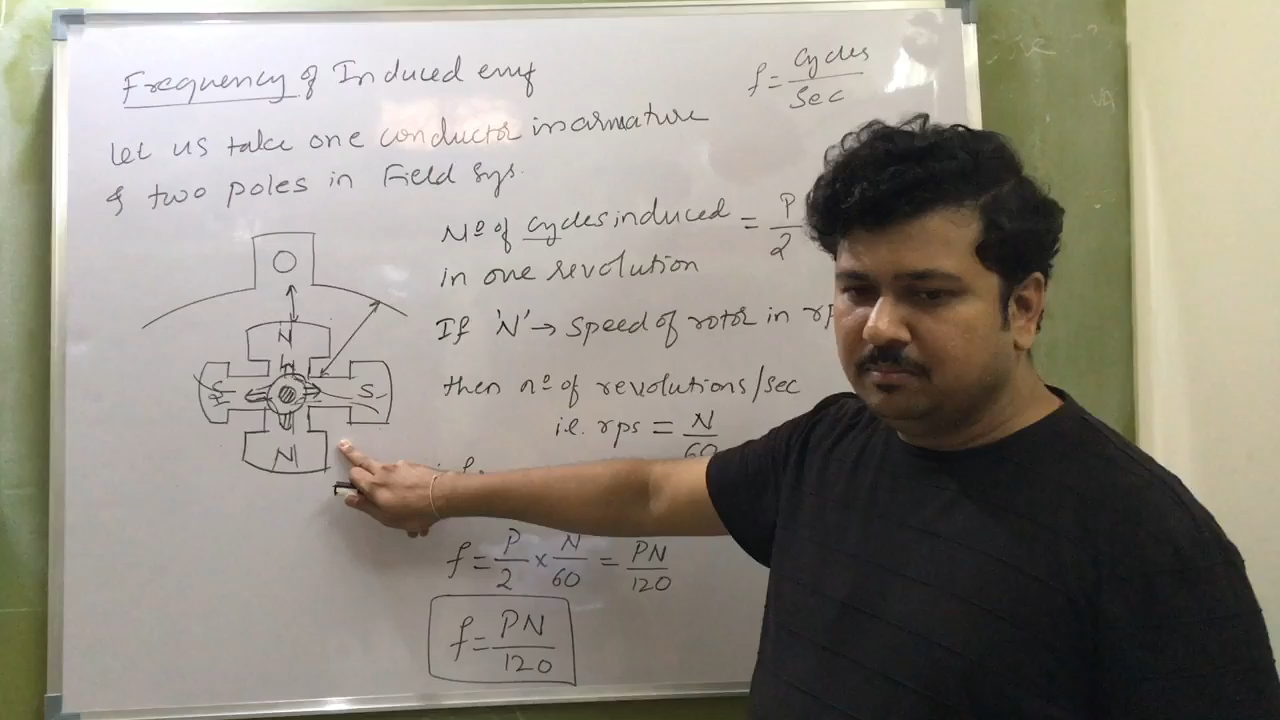 Frequency of Induced emf
f = Cycles / Sec
Let us take one conductor in armature
& two poles in Field Sys.
Nº of cycles induced = P / 2
in one revolution
If 'N' → Speed of rotor in
then nº of revolutions/sec
i.e. rps = N / 60
f = P/2 × N/60 = PN/120
f = PN/120
N
S
S
N